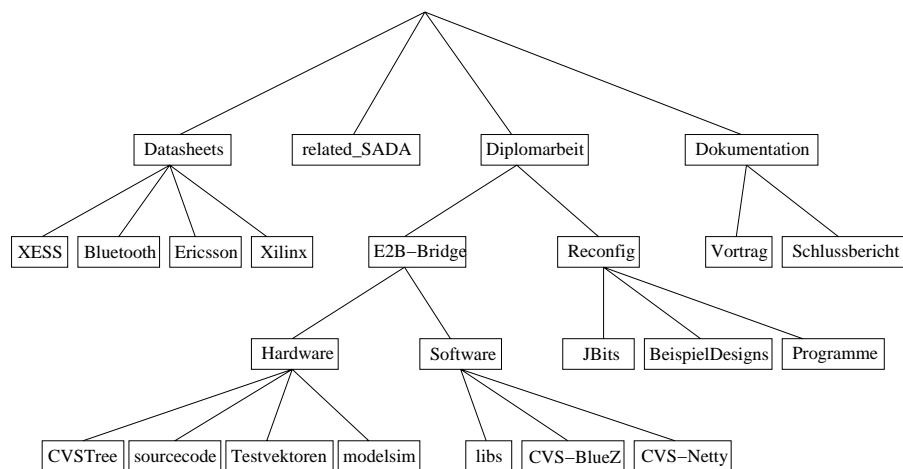 Datasheets related_SADA Diplomarbeit Dokumentation
XESS Bluetooth Ericsson Xilinx E2B−Bridge Reconfig Vortrag Schlussbericht
Hardware Software JBits BeispielDesigns Programme
CVSTree sourcecode Testvektoren modelsim libs CVS−BlueZ CVS−Netty